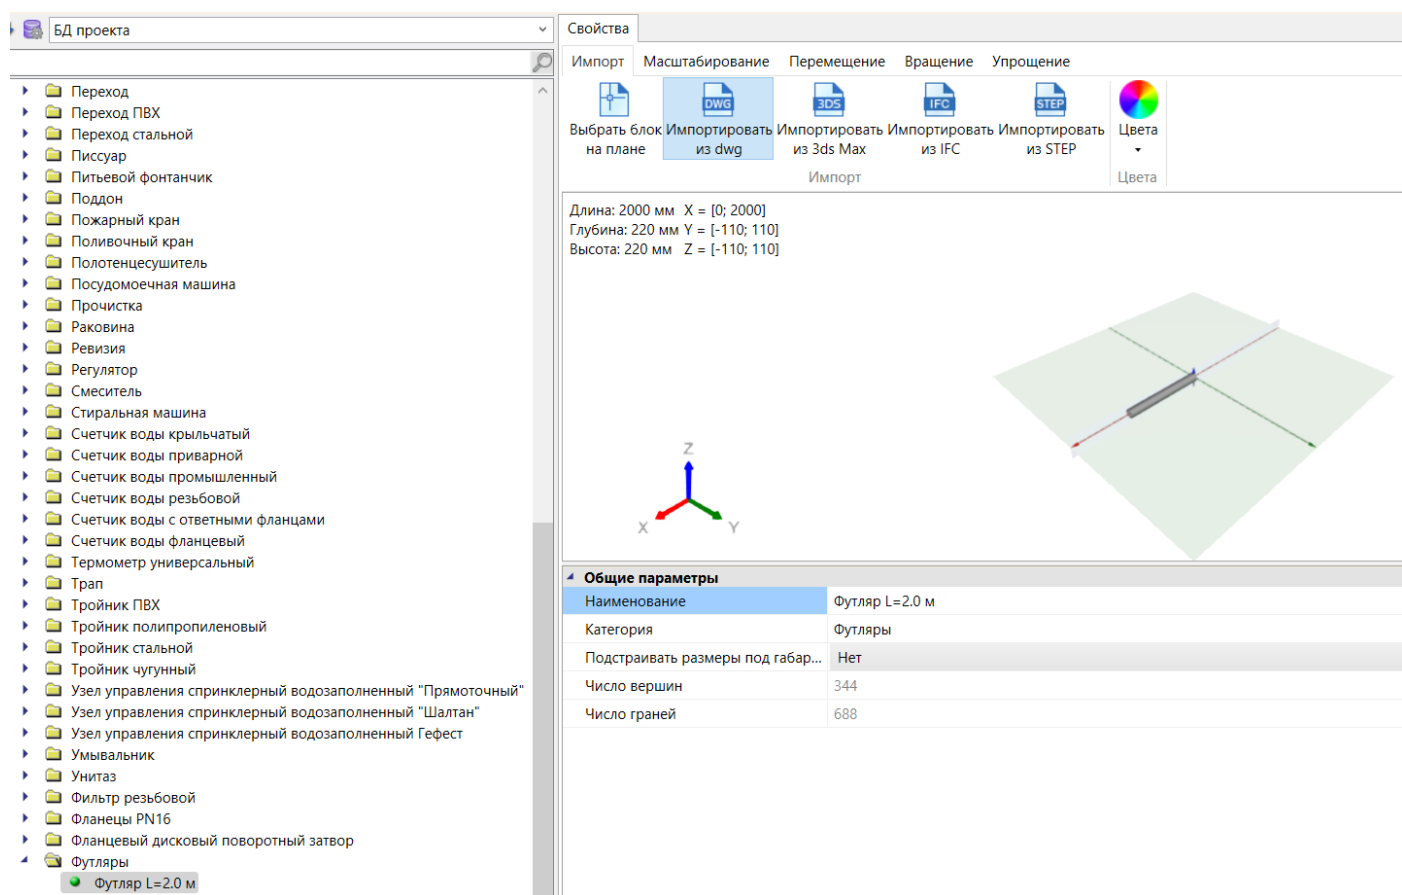 БД проекта
Переход
Переход ПВХ
Переход стальной
Писсуар
Питьевой фонтанчик
Поддон
Пожарный кран
Поливочный кран
Полотенцесушитель
Посудомоечная машина
Прочистка
Раковина
Ревизия
Регулятор
Смеситель
Стиральная машина
Счетчик воды крыльчатый
Счетчик воды приварной
Счетчик воды промышленный
Счетчик воды резьбовой
Счетчик воды с ответными фланцами
Счетчик воды фланцевый
Термометр универсальный
Трап
Тройник ПВХ
Тройник полипропиленовый
Тройник стальной
Тройник чугунный
Узел управления спринклерный водозаполненный "Прямоточный"
Узел управления спринклерный водозаполненный "Шалтан"
Узел управления спринклерный водозаполненный Гефест
Умывальник
Унитаз
Фильтр резьбовой
Фланецы PN16
Фланцевый дисковый поворотный затвор
Футляры
Футляр L=2.0 м
Свойства
Импорт Масштабирование Перемещение Вращение Упрощение
DWG 3DS IFC STEP
Выбрать блок Импортировать Импортировать Импортировать Импортировать Цвета
на плане из dwg из 3ds Max из IFC из STEP
Импорт Цвета
Длина: 2000 мм X = [0; 2000]
Глубина: 220 мм Y = [-110; 110]
Высота: 220 мм Z = [-110; 110]
Z
X Y
Общие параметры
Наименование Футляр L=2.0 м
Категория Футляры
Подстраивать размеры под габар... Нет
Число вершин 344
Число граней 688